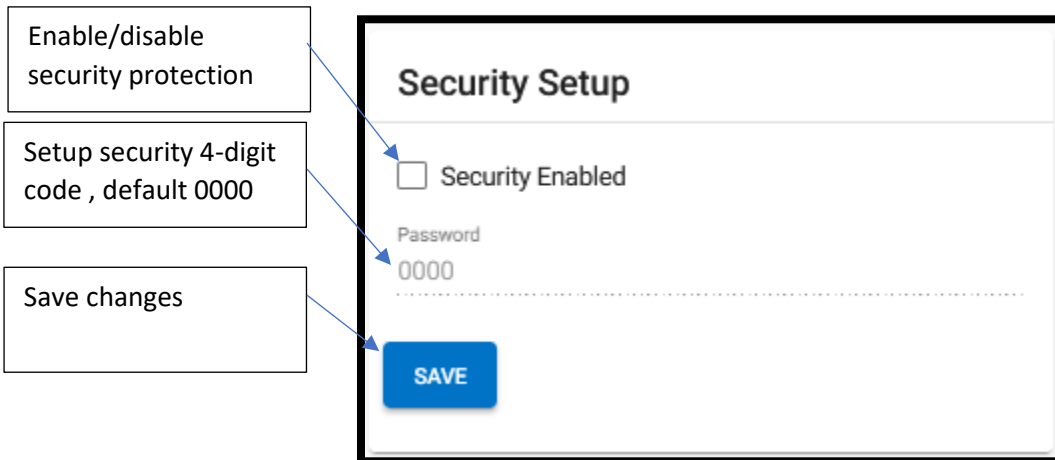 Enable/disable
security protection
Setup security 4-digit
code , default 0000
Save changes
Security Setup
Security Enabled
Password
0000
SAVE